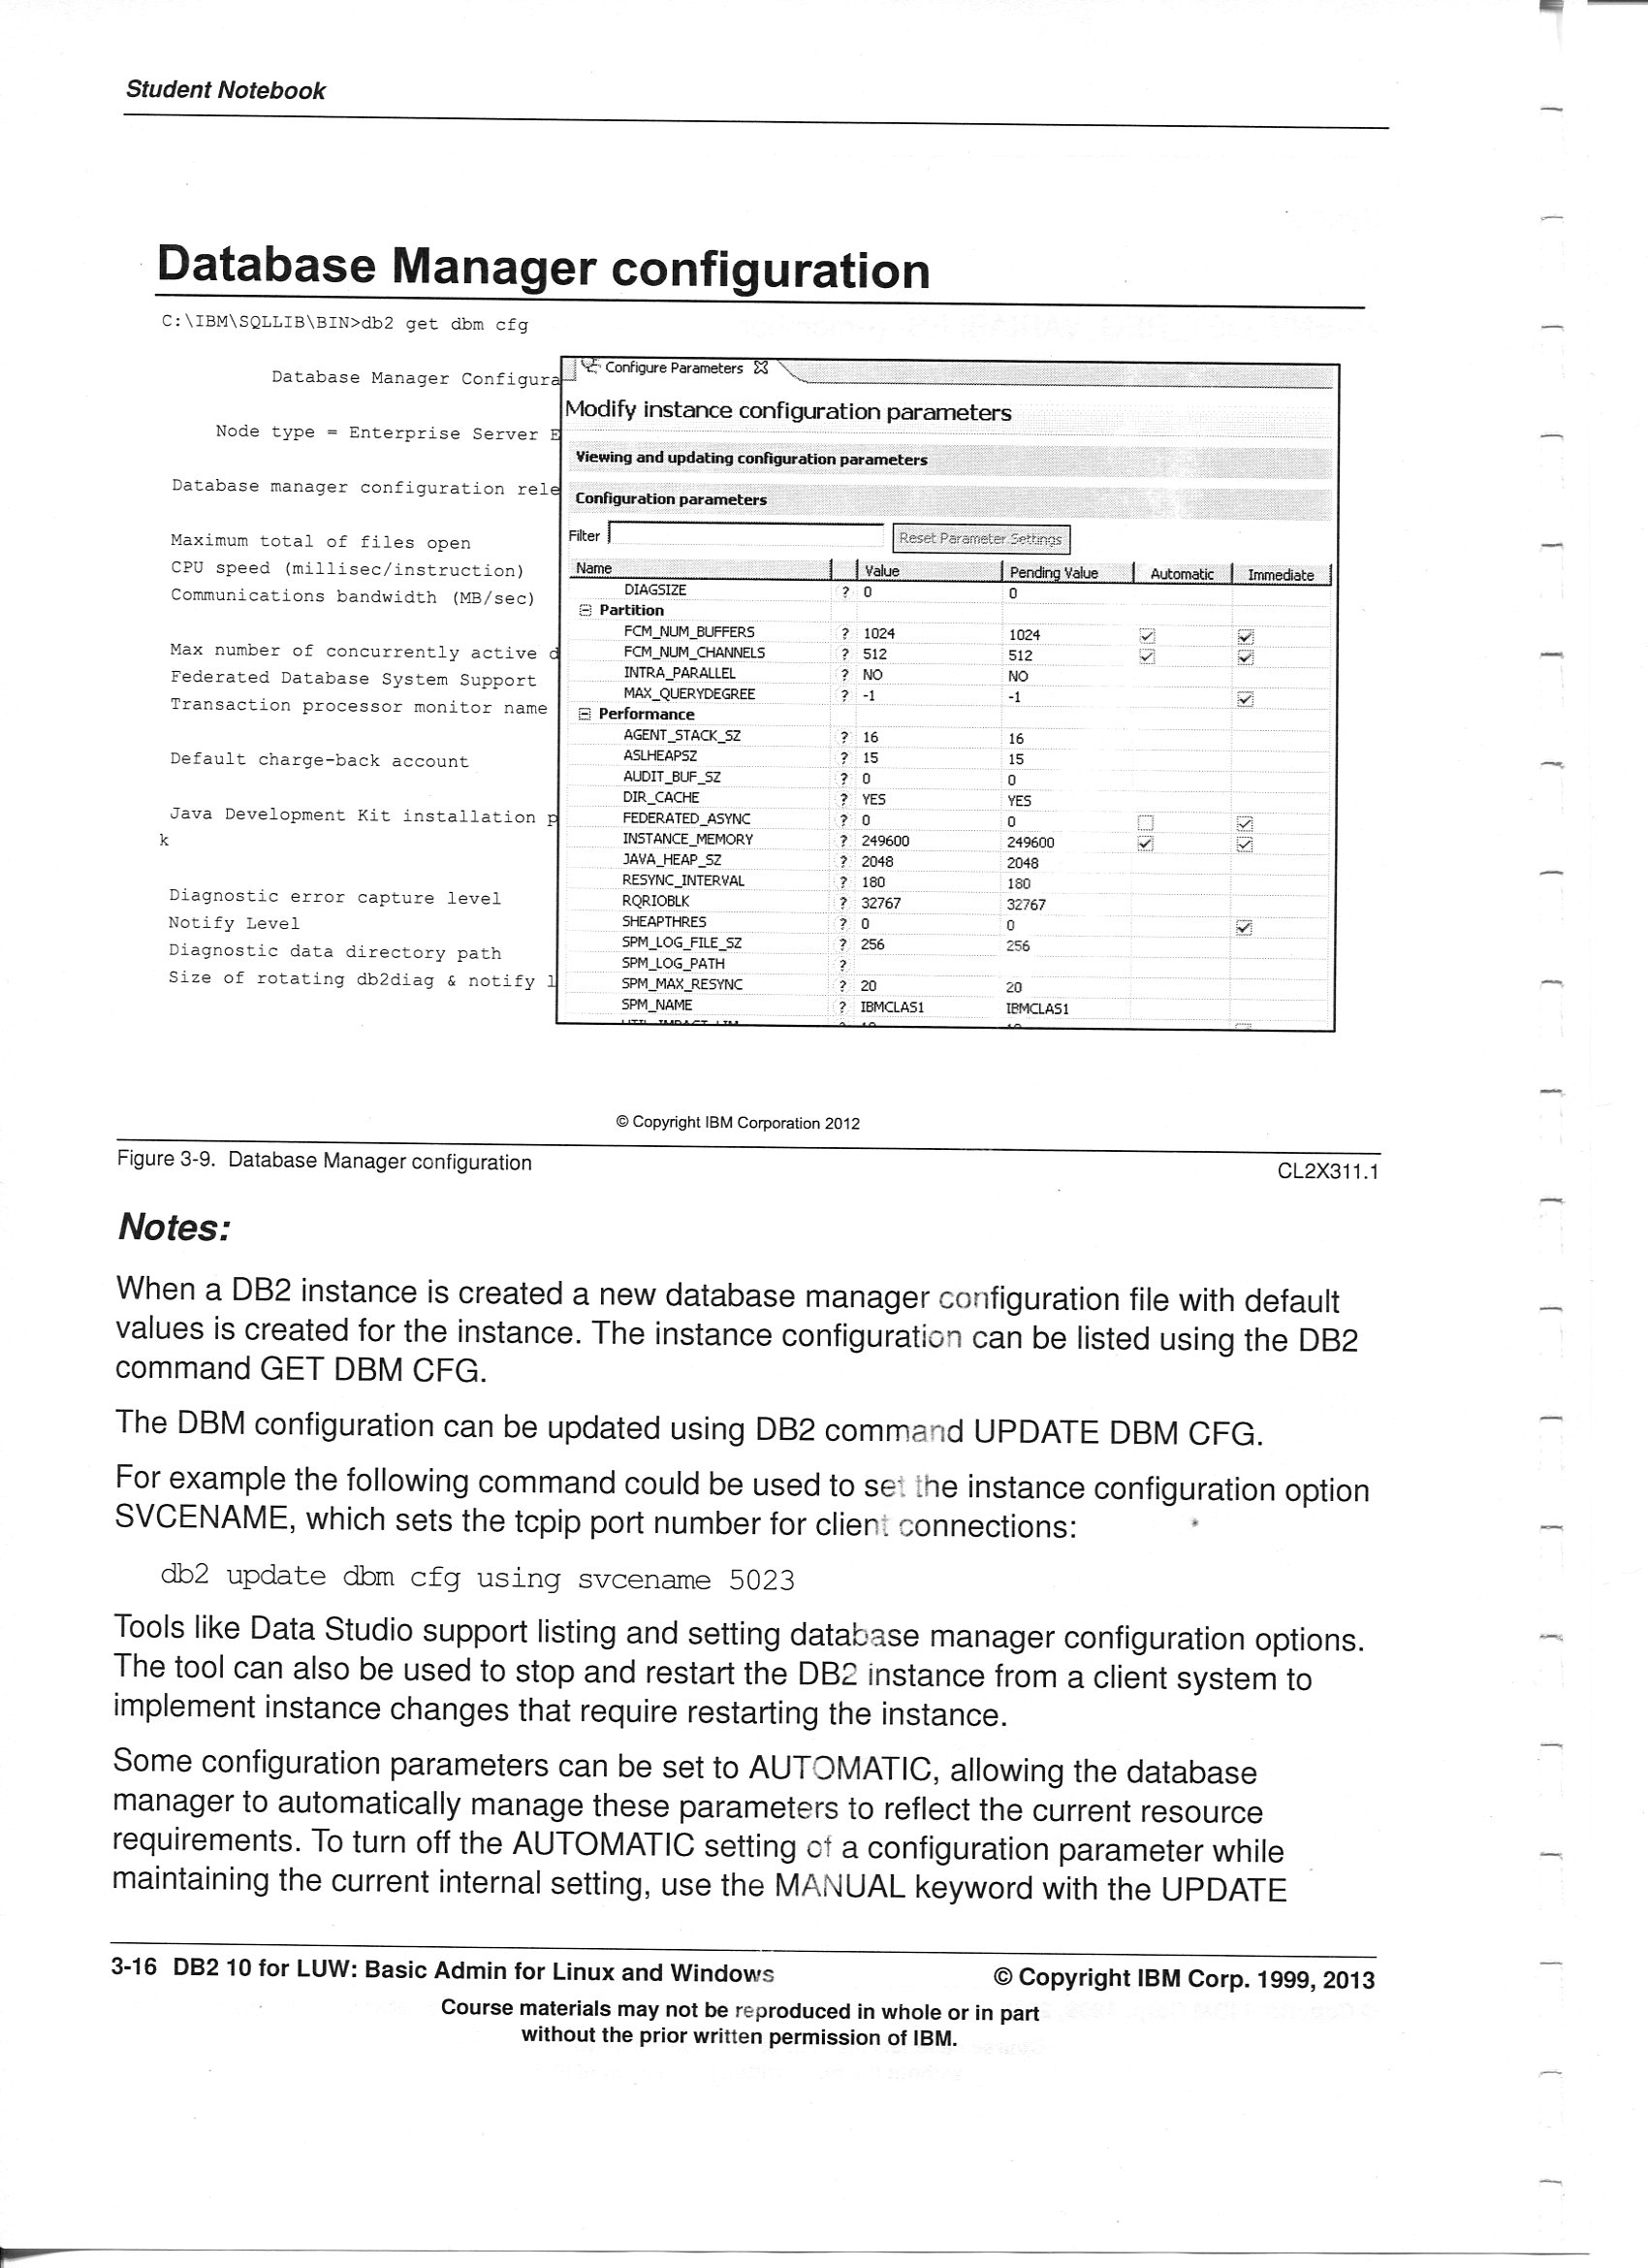 Student Notebook
Database Manager configuration
C:\IBM\SQLLIB\BIN>db2 get dbm cfg
Database Manager Configura
Node type = Enterprise Server E
Database manager configuration rele
Maximum total of files open
CPU speed (millisec/instruction)
Communications bandwidth (MB/sec)
Max number of concurrently active d
Federated Database System Support
Transaction processor monitor name
Default charge-back account
Java Development Kit installation p
k
Diagnostic error capture level
Notify Level
Diagnostic data directory path
Size of rotating db2diag & notify l
Configure Parameters
Modify instance configuration parameters
Viewing and updating configuration parameters
Configuration parameters
Filter Reset Parameter Settings
Name Value Pending Value Automatic Immediate
DIAGSIZE ? 0 0
Partition
FCM_NUM_BUFFERS ? 1024 1024
FCM_NUM_CHANNELS ? 512 512
INTRA_PARALLEL ? NO NO
MAX_QUERYDEGREE ? -1 -1
Performance
AGENT_STACK_SZ ? 16 16
ASLHEAPSZ ? 15 15
AUDIT_BUF_SZ ? 0 0
DIR_CACHE ? YES YES
FEDERATED_ASYNC ? 0 0
INSTANCE_MEMORY ? 249600 249600
JAVA_HEAP_SZ ? 2048 2048
RESYNC_INTERVAL ? 180 180
RQRIOBLK ? 32767 32767
SHEAPTHRES ? 0 0
SPM_LOG_FILE_SZ ? 256 256
SPM_LOG_PATH ?
SPM_MAX_RESYNC ? 20 20
SPM_NAME ? IBMCLAS1 IBMCLAS1
© Copyright IBM Corporation 2012
Figure 3-9. Database Manager configuration CL2X311.1
Notes:
When a DB2 instance is created a new database manager configuration file with default
values is created for the instance. The instance configuration can be listed using the DB2
command GET DBM CFG.
The DBM configuration can be updated using DB2 command UPDATE DBM CFG.
For example the following command could be used to set the instance configuration option
SVCENAME, which sets the tcpip port number for client connections:
db2 update dbm cfg using svcename 5023
Tools like Data Studio support listing and setting database manager configuration options.
The tool can also be used to stop and restart the DB2 instance from a client system to
implement instance changes that require restarting the instance.
Some configuration parameters can be set to AUTOMATIC, allowing the database
manager to automatically manage these parameters to reflect the current resource
requirements. To turn off the AUTOMATIC setting of a configuration parameter while
maintaining the current internal setting, use the MANUAL keyword with the UPDATE
3-16 DB2 10 for LUW: Basic Admin for Linux and Windows © Copyright IBM Corp. 1999, 2013
Course materials may not be reproduced in whole or in part
without the prior written permission of IBM.